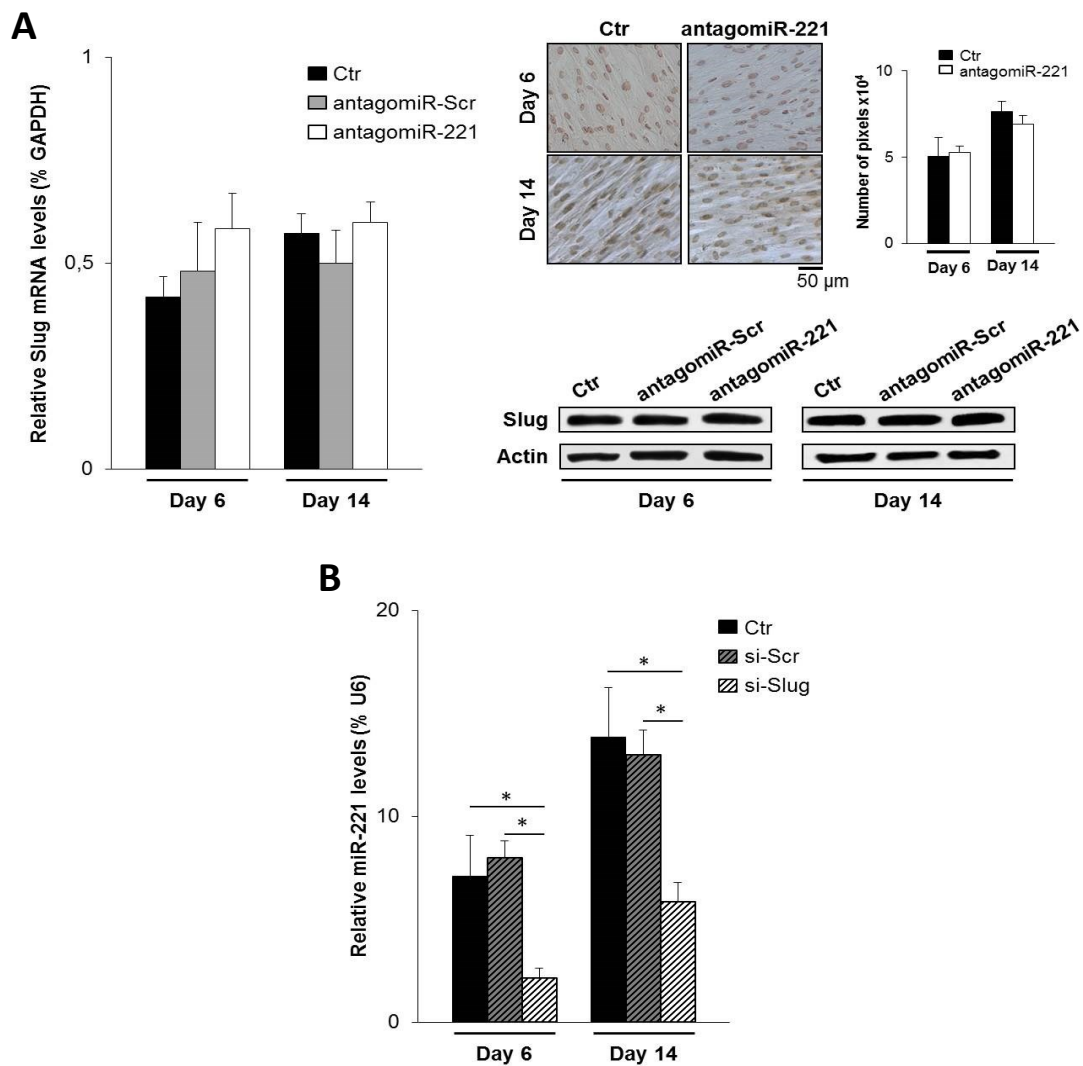 A
Relative Slug mRNA levels (% GAPDH)
1
0,5
0
Ctr
antagomiR-Scr
antagomiR-221
Day 6
Day 14
Ctr
antagomiR-221
Day 6
Day 14
50 µm
Number of pixels x10⁴
10
5
0
Ctr
antagomiR-221
Day 6
Day 14
Ctr
antagomiR-Scr
antagomiR-221
Ctr
antagomiR-Scr
antagomiR-221
Slug
Actin
Day 6
Day 14
B
Relative miR-221 levels (% U6)
20
10
0
Ctr
si-Scr
si-Slug
*
*
*
*
Day 6
Day 14